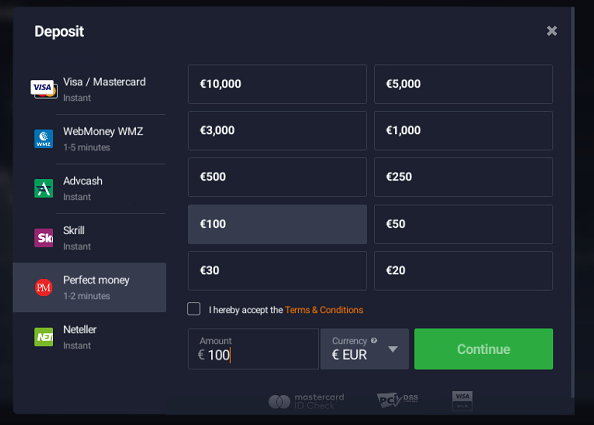 Deposit
VISA
Visa / Mastercard
Instant
WMZ
WebMoney WMZ
1-5 minutes
Advcash
Instant
Sk
Skrill
Instant
PM
Perfect money
1-2 minutes
NET
Neteller
Instant
€10,000
€5,000
€3,000
€1,000
€500
€250
€100
€50
€30
€20
I hereby accept the Terms & Conditions
Amount
€ 100
Currency
€ EUR
Continue
mastercard
ID Check
PCI DSS
VISA